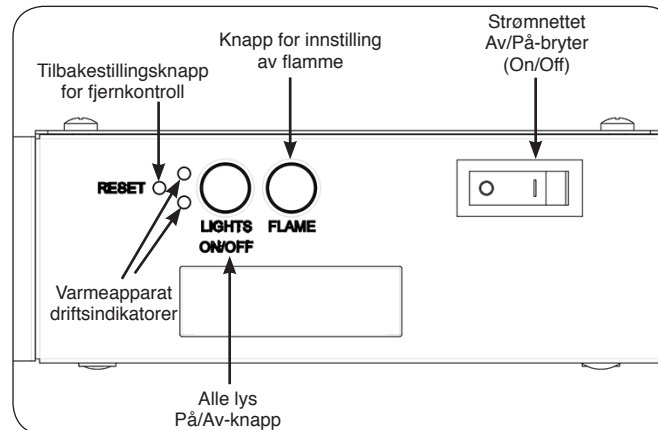 Strømnettet
Av/På-bryter
(On/Off)
Knapp for innstilling
av flamme
Tilbakestillingsknapp
for fjernkontroll
RESET
LIGHTS
ON/OFF
FLAME
Varmeapparat
driftsindikatorer
Alle lys
På/Av-knapp